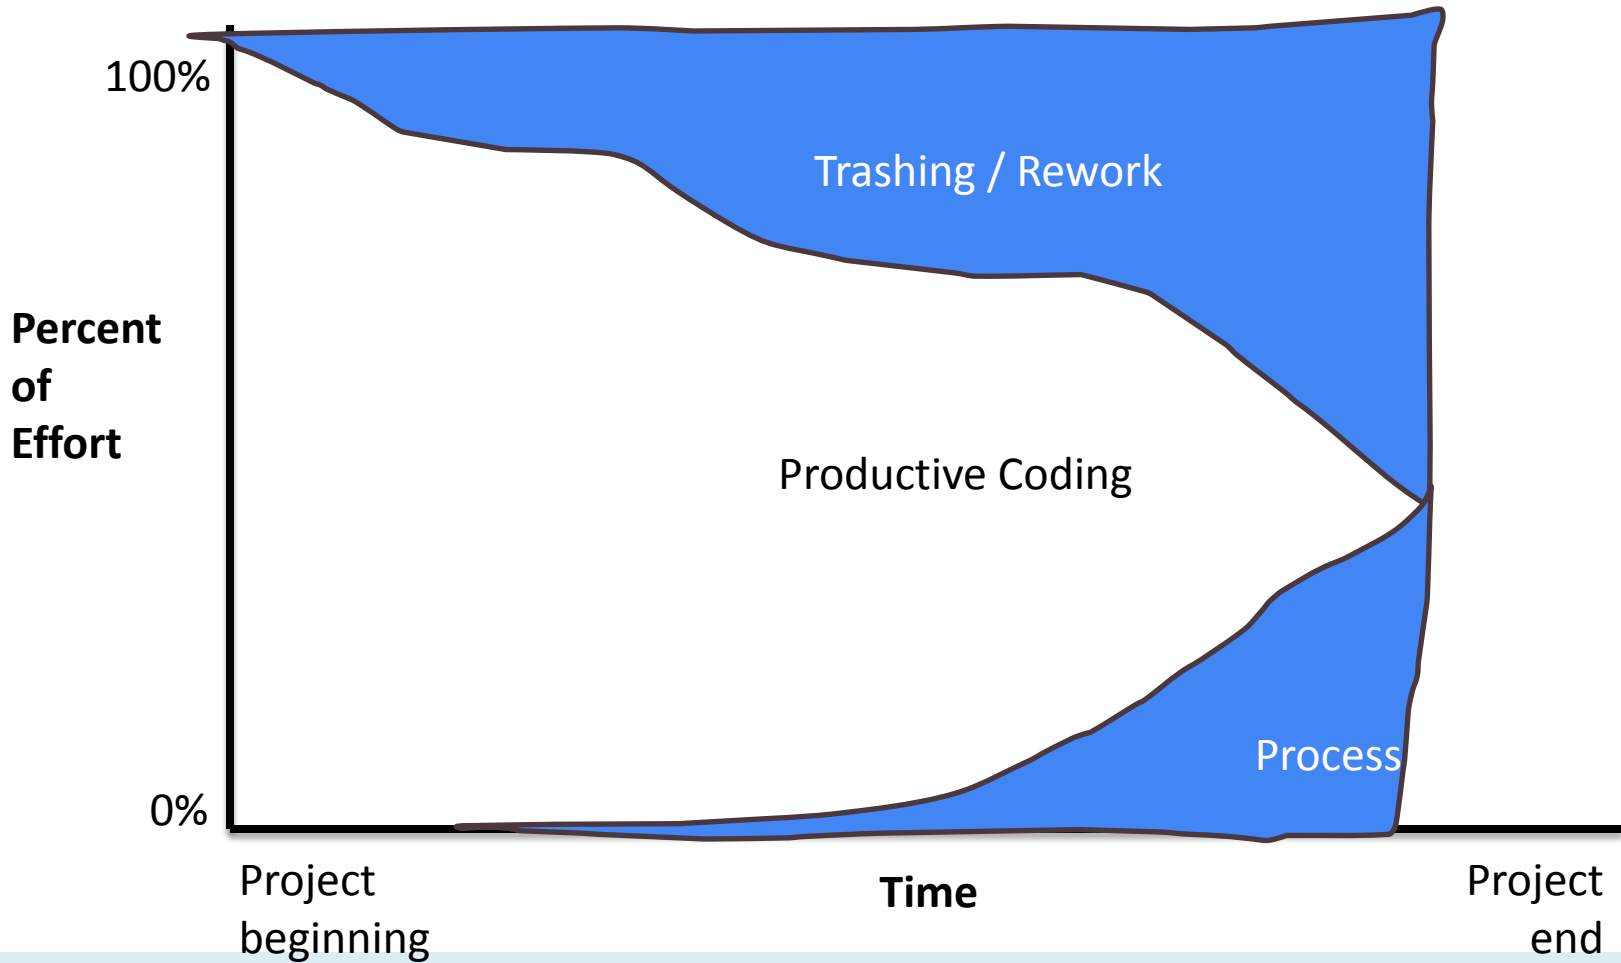 100%
Trashing / Rework
Percent
of
Effort
Productive Coding
Process
0%
Project
beginning
Time
Project
end